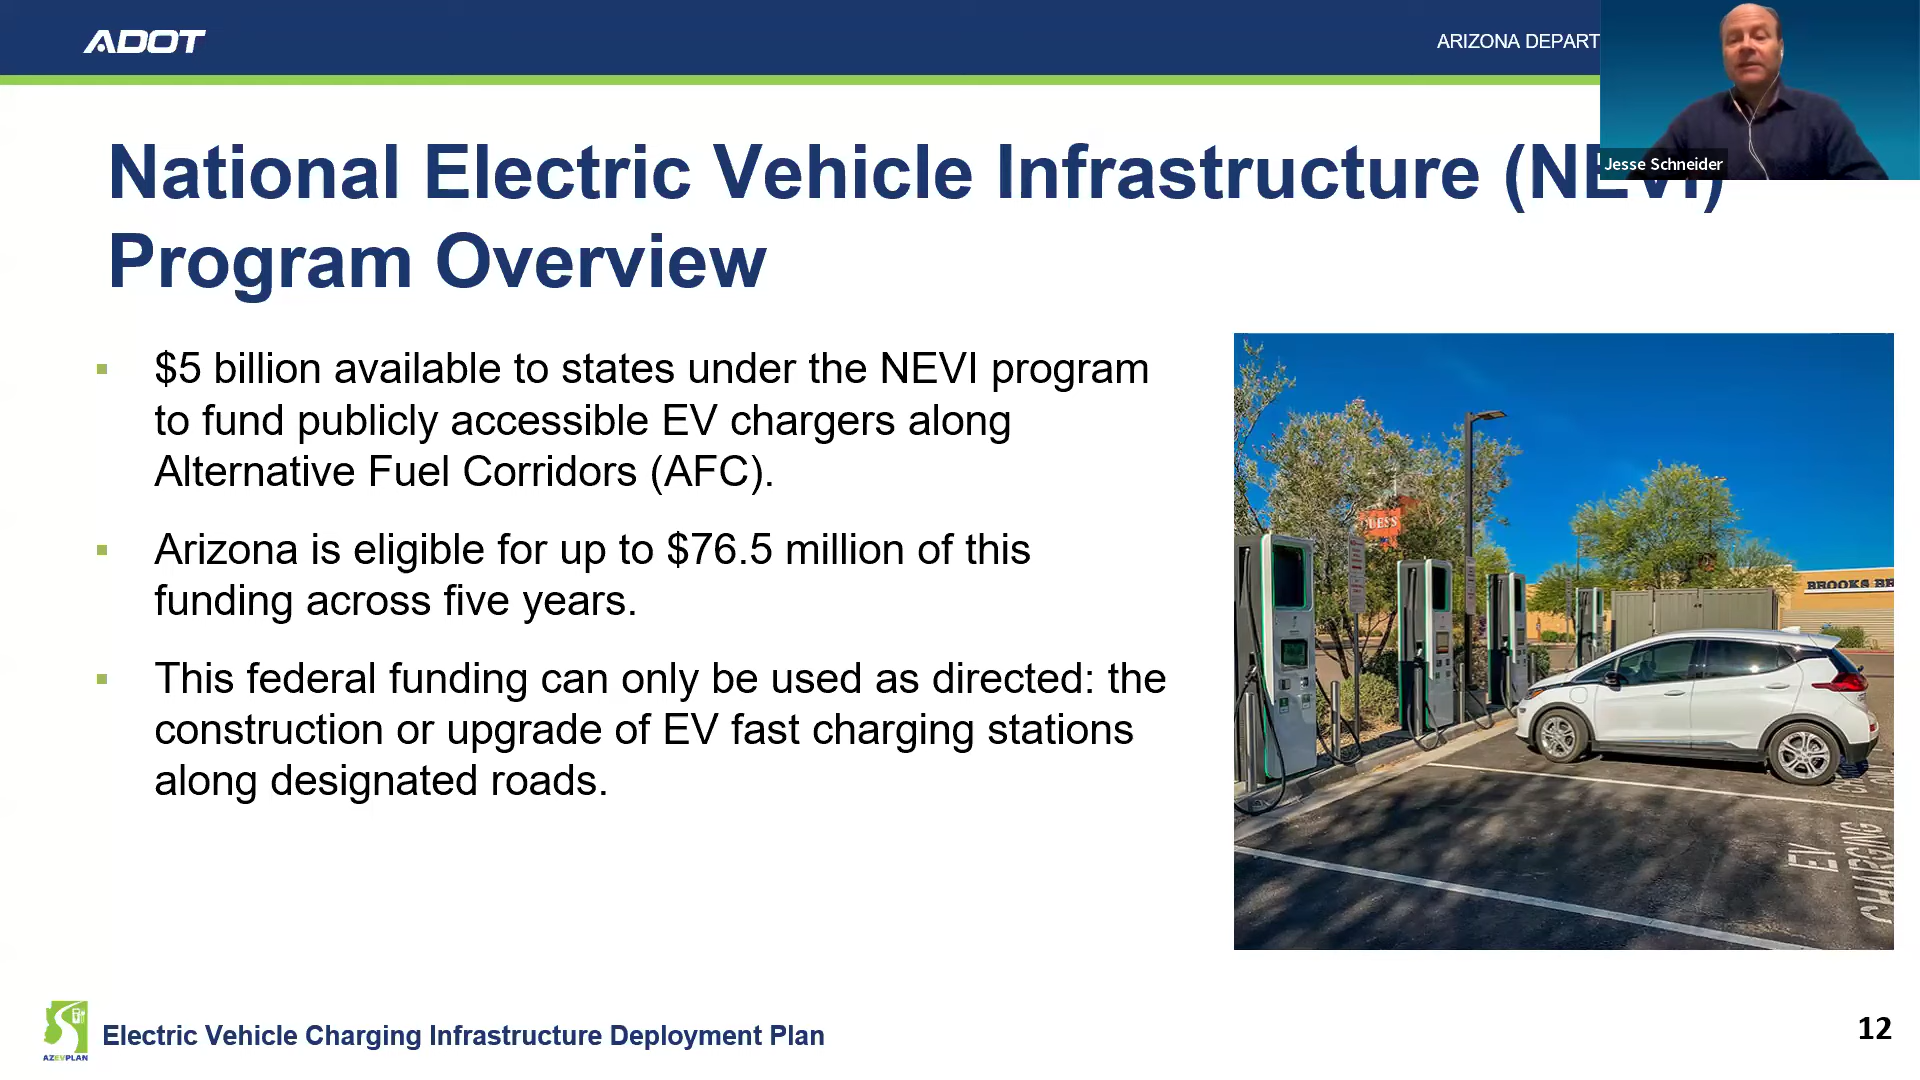 ADOT
ARIZONA DEPART
Jesse Schneider
National Electric Vehicle Infrastructure (NEVI)
Program Overview
$5 billion available to states under the NEVI program
to fund publicly accessible EV chargers along
Alternative Fuel Corridors (AFC).
Arizona is eligible for up to $76.5 million of this
funding across five years.
This federal funding can only be used as directed: the
construction or upgrade of EV fast charging stations
along designated roads.
GUESS
BROOKS BR
EV
CHARGING
AZEVPLAN
Electric Vehicle Charging Infrastructure Deployment Plan
12